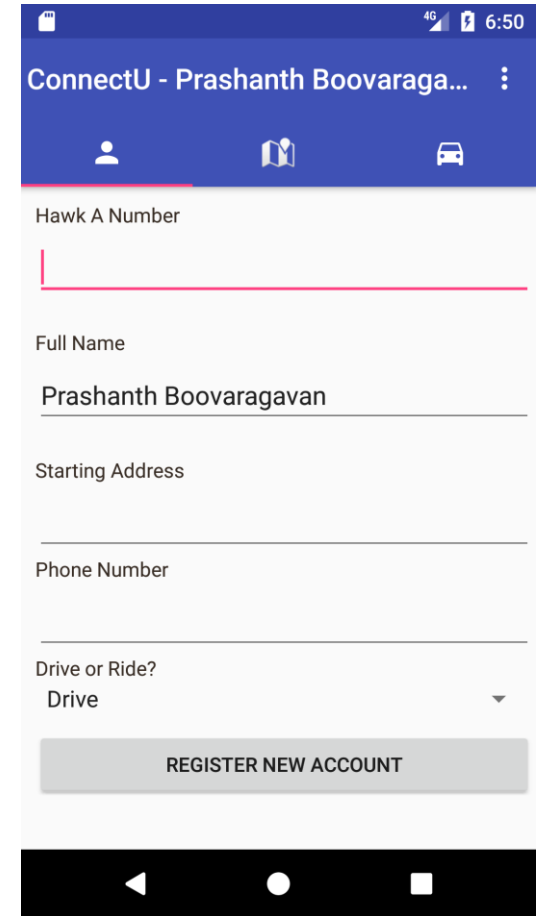 4G 6:50
ConnectU - Prashanth Boovaraga...
Hawk A Number
Full Name
Prashanth Boovaragavan
Starting Address
Phone Number
Drive or Ride?
Drive
REGISTER NEW ACCOUNT